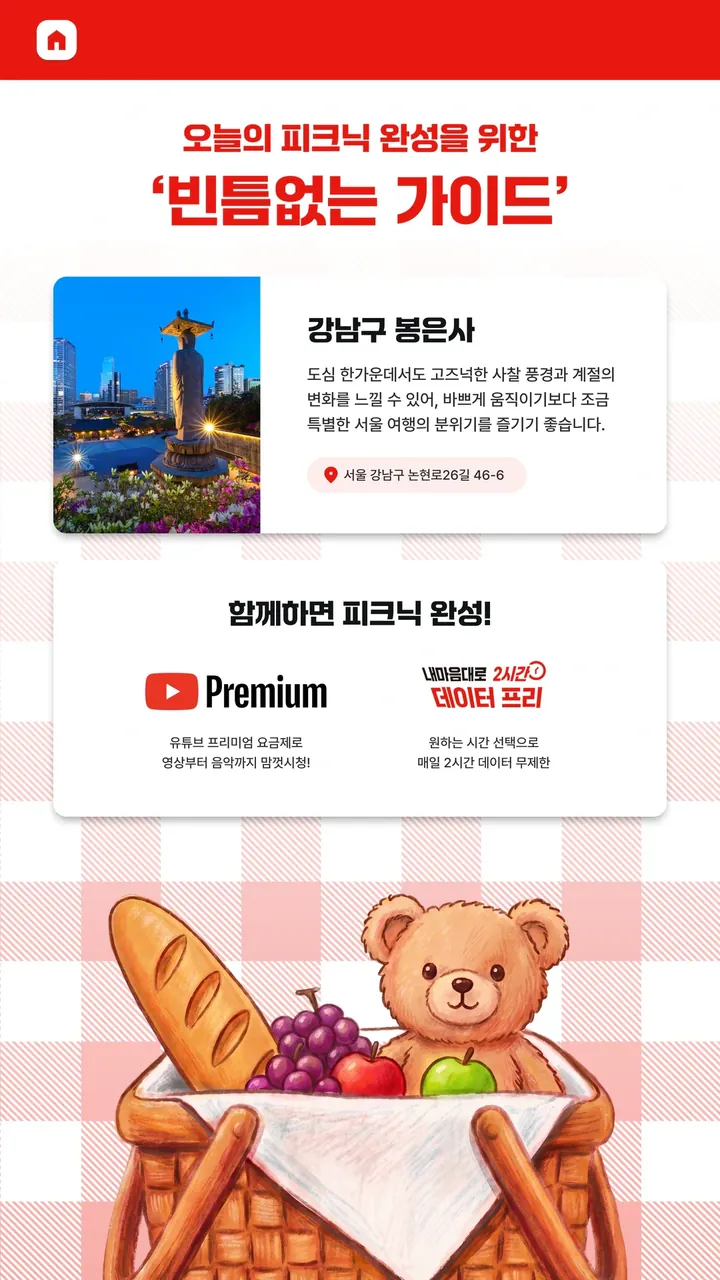 오늘의 피크닉 완성을 위한
‘빈틈없는 가이드’
강남구 봉은사
도심 한가운데서도 고즈넉한 사찰 풍경과 계절의
변화를 느낄 수 있어, 바쁘게 움직이기보다 조금
특별한 서울 여행의 분위기를 즐기기 좋습니다.
서울 강남구 논현로26길 46-6
함께하면 피크닉 완성!
Premium
유튜브 프리미엄 요금제로
영상부터 음악까지 맘껏시청!
내마음대로 2시간
데이터 프리
원하는 시간 선택으로
매일 2시간 데이터 무제한